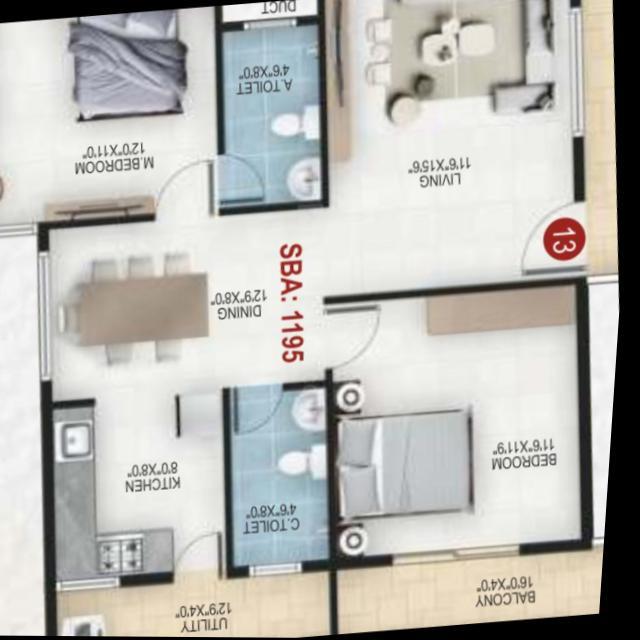 DUCT
A.TOILET
4'6"X8'0"
M.BEDROOM
12'0"X11'0"
LIVING
11'6"X15'6"
13
DINING
12'9"X8'0"
SBA: 1195
BEDROOM
11'6"X11'9"
KITCHEN
8'0"X8'0"
C.TOILET
4'6"X8'0"
BALCONY
16'0"X4'0"
UTILITY
12'9"X4'0"